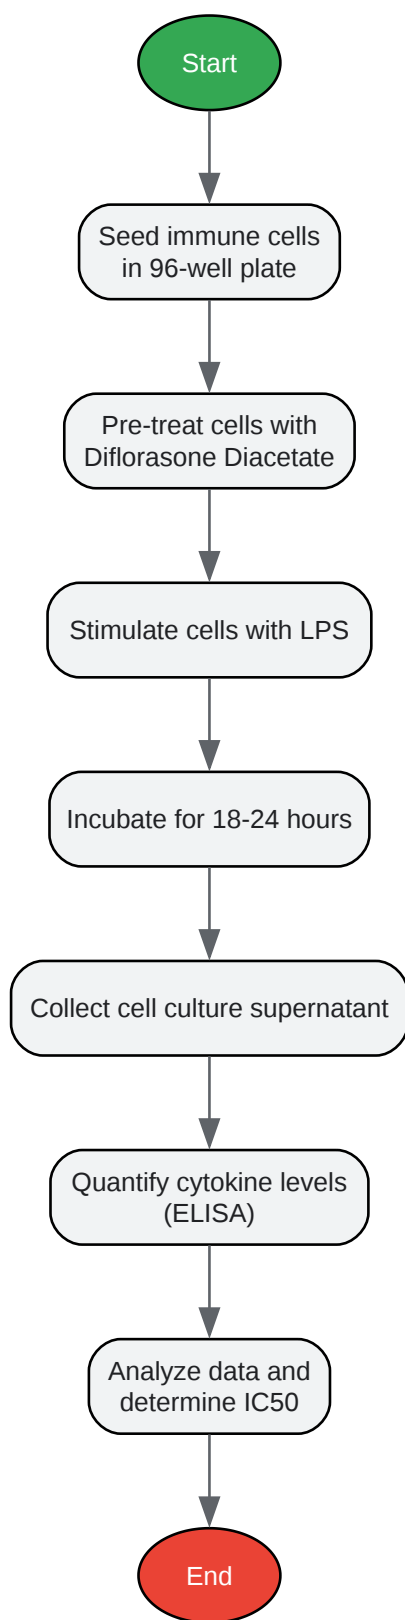 Start
Seed immune cells
in 96-well plate
Pre-treat cells with
Diflorasone Diacetate
Stimulate cells with LPS
Incubate for 18-24 hours
Collect cell culture supernatant
Quantify cytokine levels
(ELISA)
Analyze data and
determine IC50
End